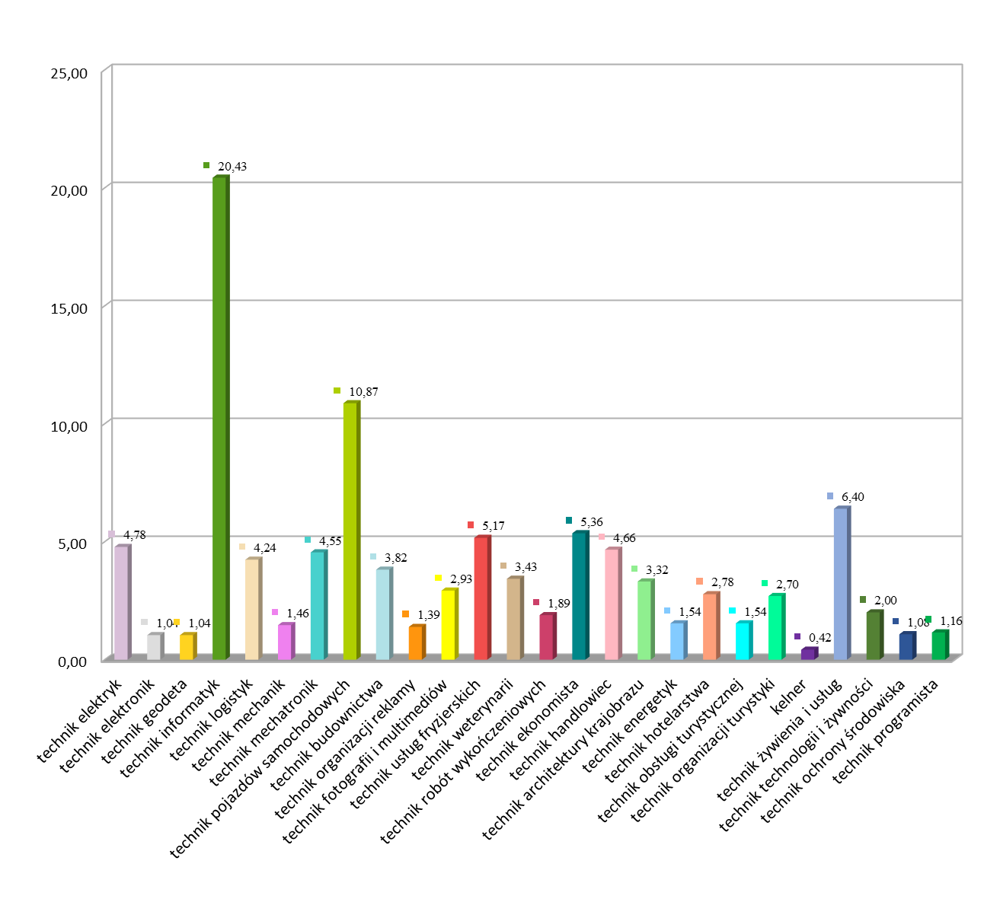 25,00
20,00
15,00
10,00
5,00
0,00
4,78
1,04
1,04
20,43
4,24
1,46
4,55
10,87
3,82
1,39
2,93
5,17
3,43
1,89
5,36
4,66
3,32
1,54
2,78
1,54
2,70
0,42
6,40
2,00
1,08
1,16
technik elektryk
technik elektronik
technik geodeta
technik informatyk
technik logistyk
technik mechanik
technik mechatronik
technik pojazdów samochodowych
technik budownictwa
technik organizacji reklamy
technik fotografii i multimediów
technik usług fryzjerskich
technik weterynarii
technik robót wykończeniowych
technik ekonomista
technik handlowiec
technik architektury krajobrazu
technik energetyk
technik hotelarstwa
technik obsługi turystycznej
technik organizacji turystyki
kelner
technik żywienia i usług
technik technologii żywności
technik ochrony środowiska
technik programista